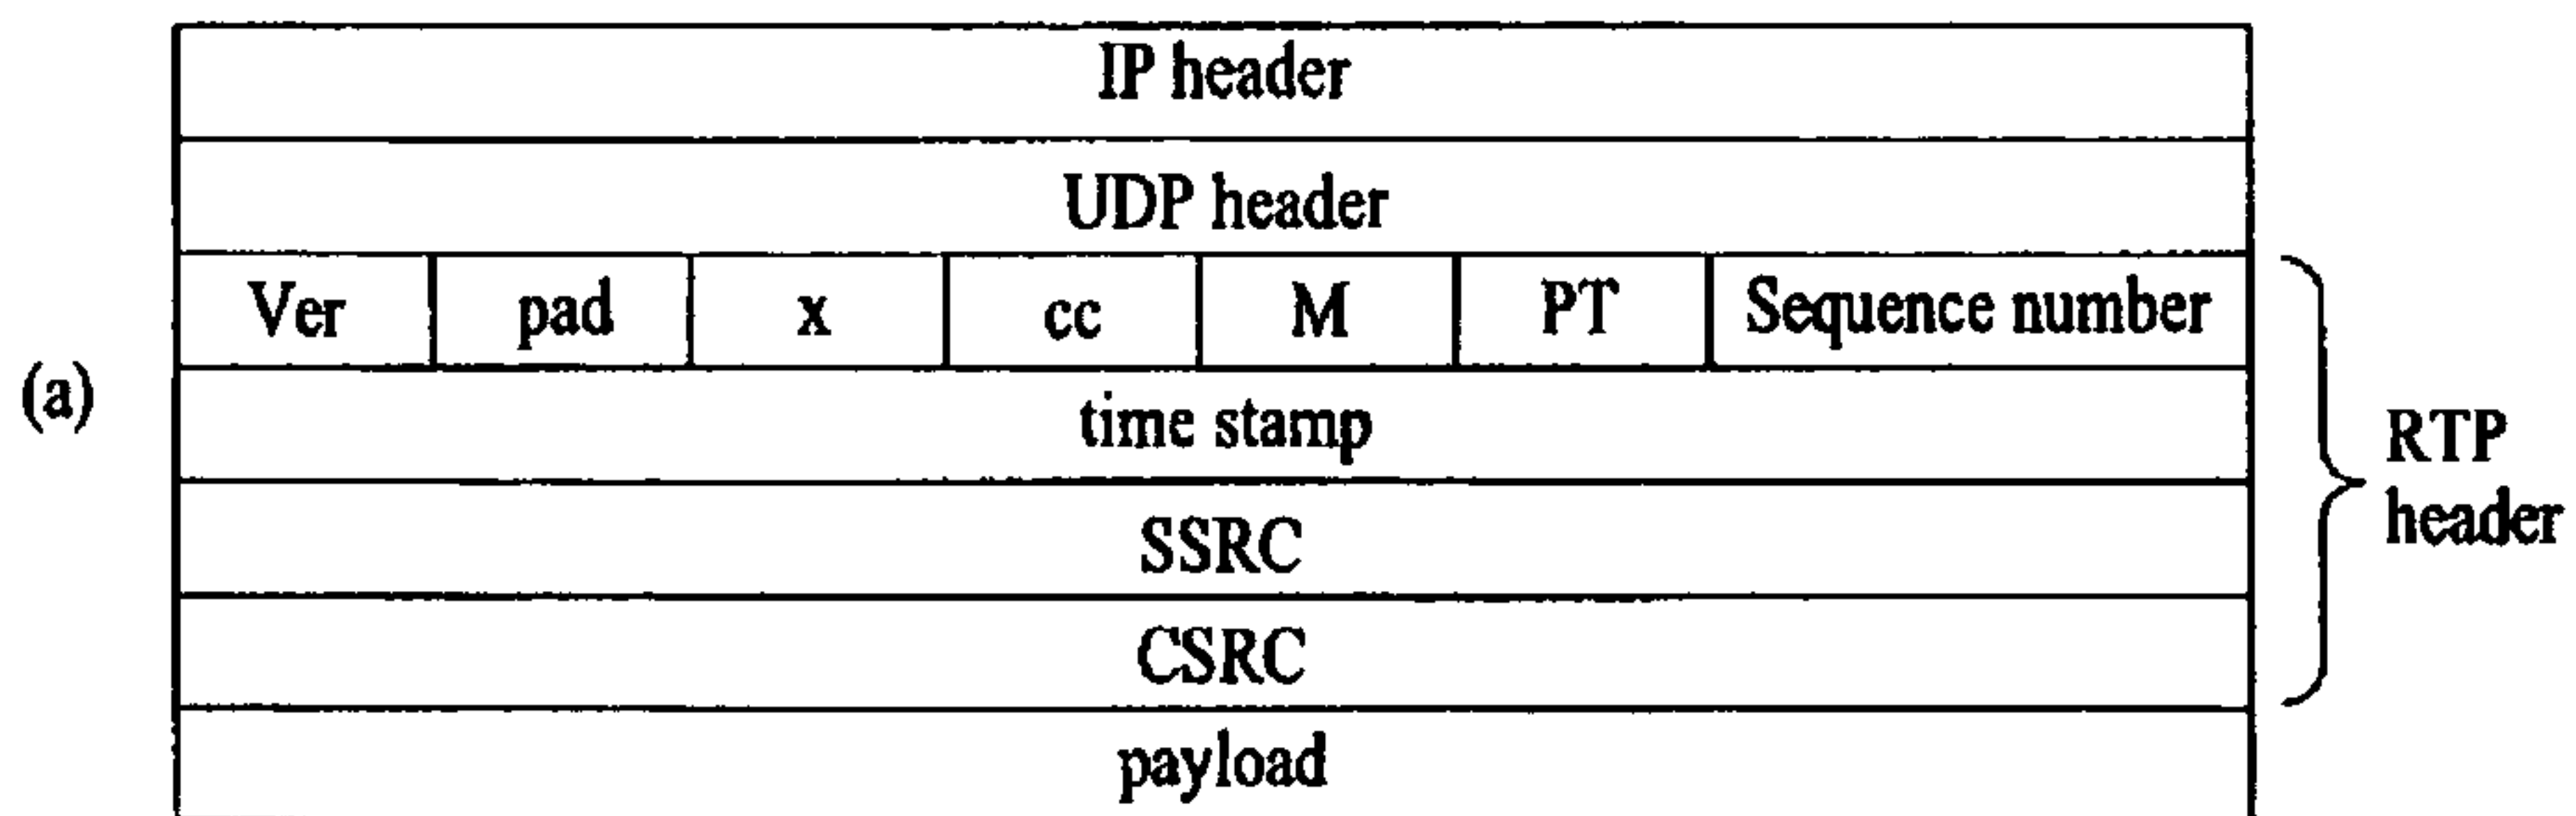 IP header
UDP header
Ver pad x cc M PT Sequence number
(a)
time stamp
RTP
header
SSRC
CSRC
payload